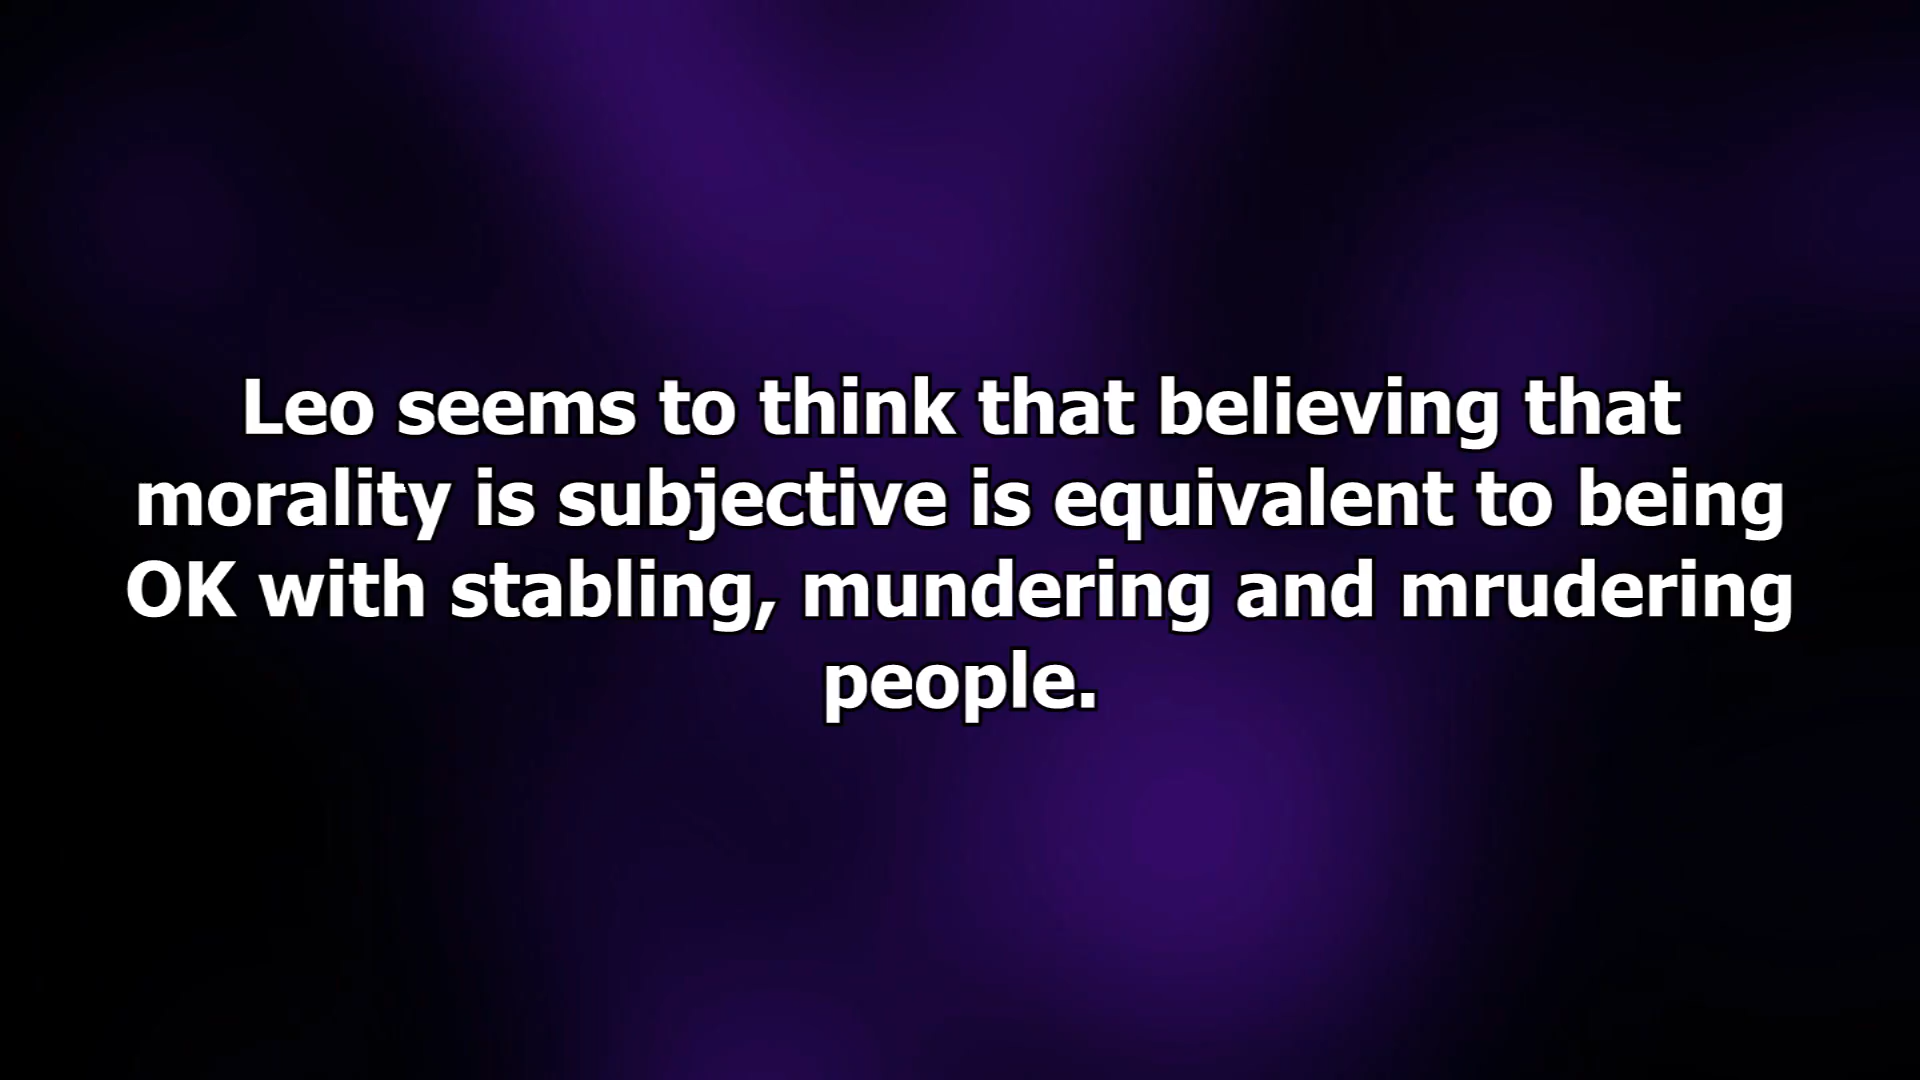 Leo seems to think that believing that
morality is subjective is equivalent to being
OK with stabling, mundering and mrudering
people.